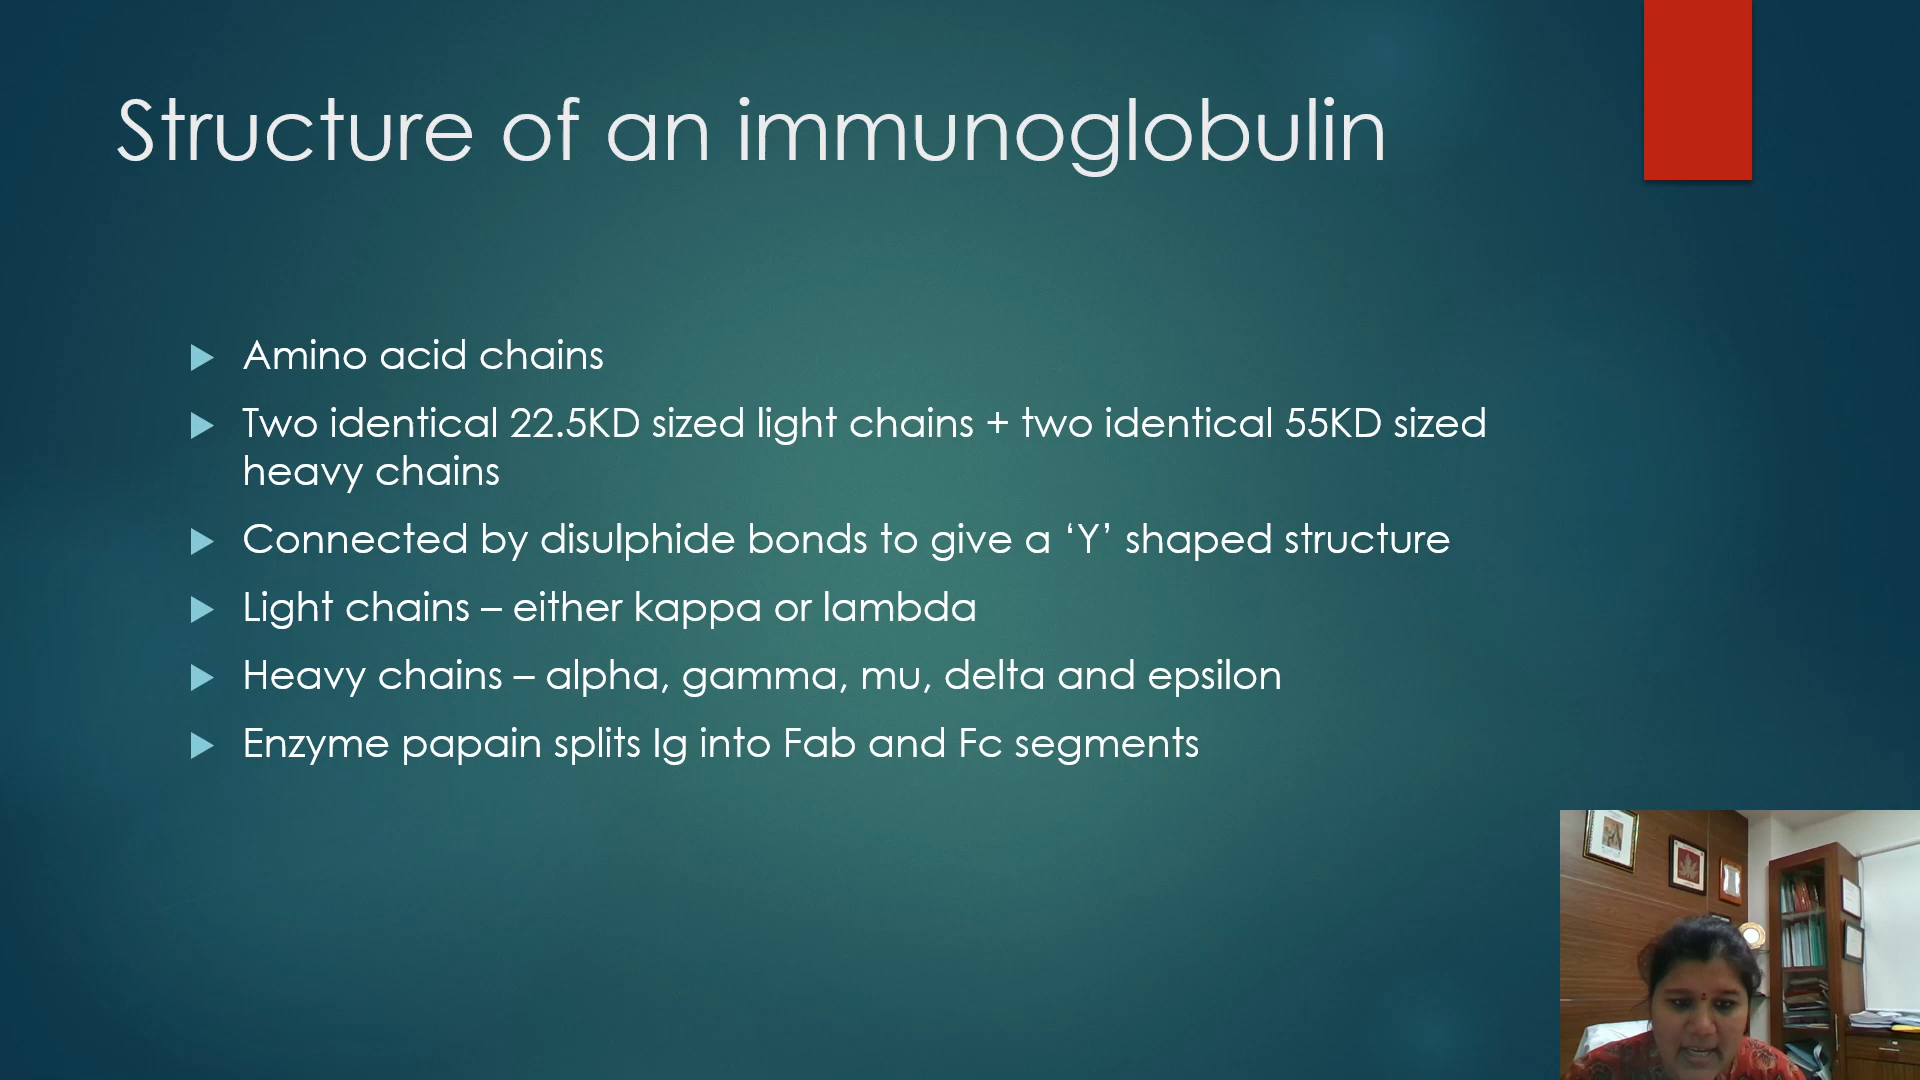 Structure of an immunoglobulin
Amino acid chains
Two identical 22.5KD sized light chains + two identical 55KD sized
heavy chains
Connected by disulphide bonds to give a ‘Y’ shaped structure
Light chains – either kappa or lambda
Heavy chains – alpha, gamma, mu, delta and epsilon
Enzyme papain splits Ig into Fab and Fc segments